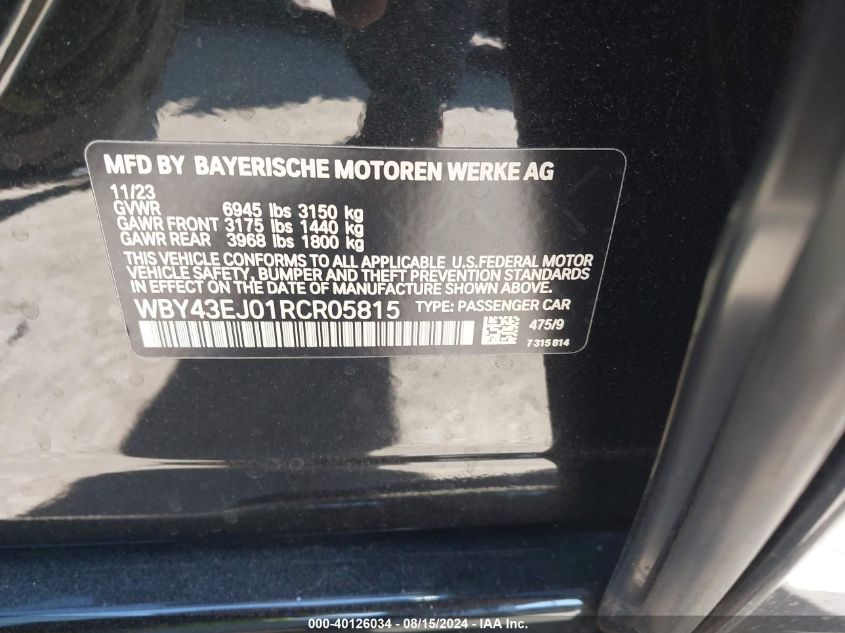 MFD BY BAYERISCHE MOTOREN WERKE AG
11/23
GVWR 6945 lbs 3150 kg
GAWR FRONT 3175 lbs 1440 kg
GAWR REAR 3968 lbs 1800 kg
THIS VEHICLE CONFORMS TO ALL APPLICABLE U.S.FEDERAL MOTOR
VEHICLE SAFETY, BUMPER AND THEFT PREVENTION STANDARDS
IN EFFECT ON THE DATE OF MANUFACTURE SHOWN ABOVE.
WBY43EJ01RCR05815 TYPE: PASSENGER CAR
475/9
7 315 814
000-40126034 - 08/15/2024 - COPYRIGHT IAA, LLC.